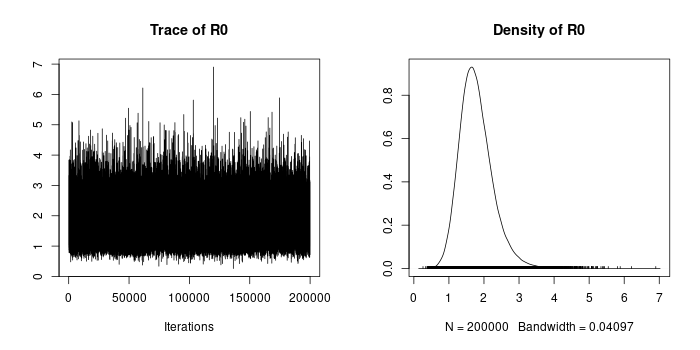 Trace of R0
7
6
5
4
3
2
1
0
0 50000 100000 150000 200000
Iterations
Density of R0
0.8
0.6
0.4
0.2
0.0
0 1 2 3 4 5 6 7
N = 200000 Bandwidth = 0.04097